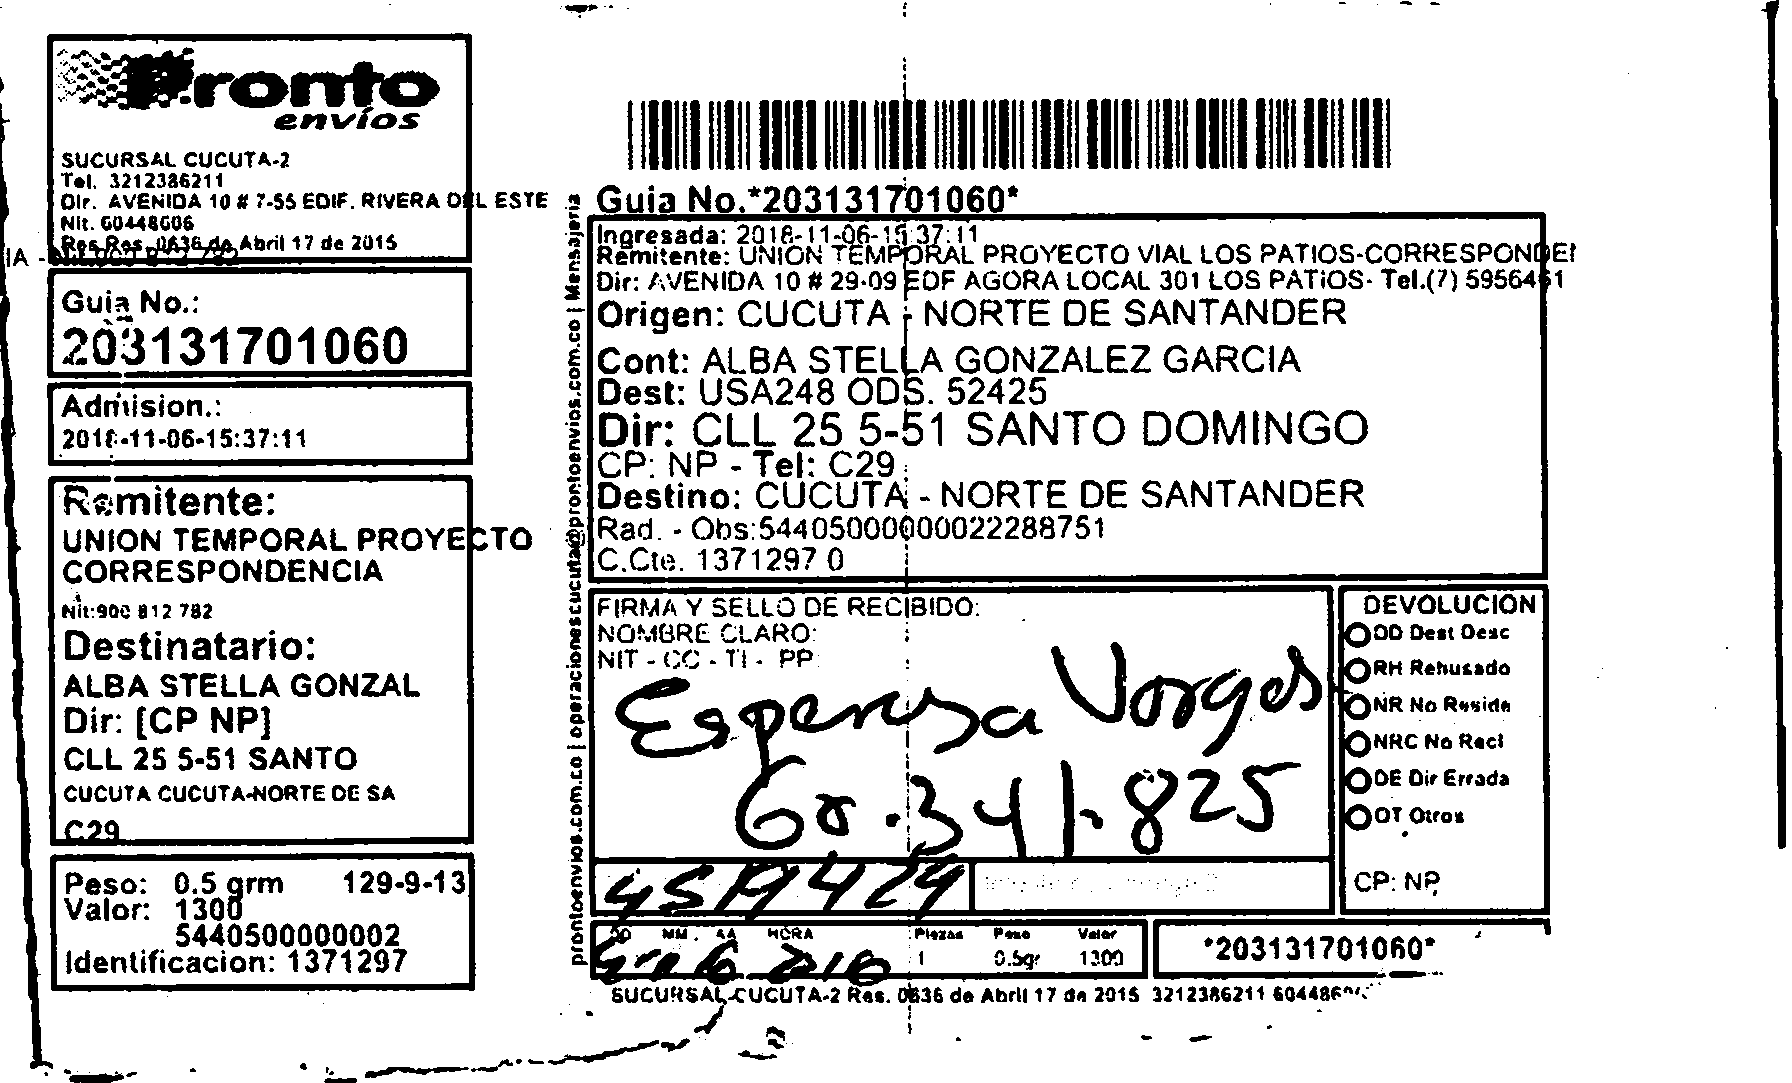 Pronto
envíos
SUCURSAL CUCUTA-2
Tel. 3212386211
Dir. AVENIDA 10 # 7-55 EDIF. RIVERA DEL ESTE
Nit. 60448606
Res.Res. 0636 de Abril 17 de 2015
Guia No.:
203131701060
Admision.:
2018-11-06-15:37:11
Remitente:
UNION TEMPORAL PROYECTO
CORRESPONDENCIA
Nit:900 812 782
Destinatario:
ALBA STELLA GONZAL
Dir: [CP NP]
CLL 25 5-51 SANTO
CUCUTA CUCUTA-NORTE DE SA
C29
Peso: 0.5 grm 129-9-13
Valor: 1300
5440500000002
Identificacion: 1371297
prontoenvios.com.co | operacionescucuta@prontoenvios.com.co | Mensajeria
Guia No.*203131701060*
Ingresada: 2018-11-06-15:37:11
Remitente: UNION TEMPORAL PROYECTO VIAL LOS PATIOS-CORRESPONDEN
Dir: AVENIDA 10 # 29-09 EDF AGORA LOCAL 301 LOS PATIOS- Tel.(7) 5956461
Origen: CUCUTA - NORTE DE SANTANDER
Cont: ALBA STELLA GONZALEZ GARCIA
Dest: USA248 ODS. 52425
Dir: CLL 25 5-51 SANTO DOMINGO
CP: NP - Tel: C29
Destino: CUCUTA - NORTE DE SANTANDER
Rad. - Obs:54405000000022288751
C.Cte. 1371297 0
FIRMA Y SELLO DE RECIBIDO:
NOMBRE CLARO:
NIT - CC - TI - PP
Vorges
341.825
DEVOLUCION
DD Dest Desc
RH Rehusado
NR No Reside
NRC No Recl
DE Dir Errada
OT Otros
CP: NP
DD MM AA HORA
Piezas Peso Valor
1 0.5gr 1300
*203131701060*
SUCURSAL-CUCUTA-2 Res. 0636 de Abril 17 de 2015 3212386211